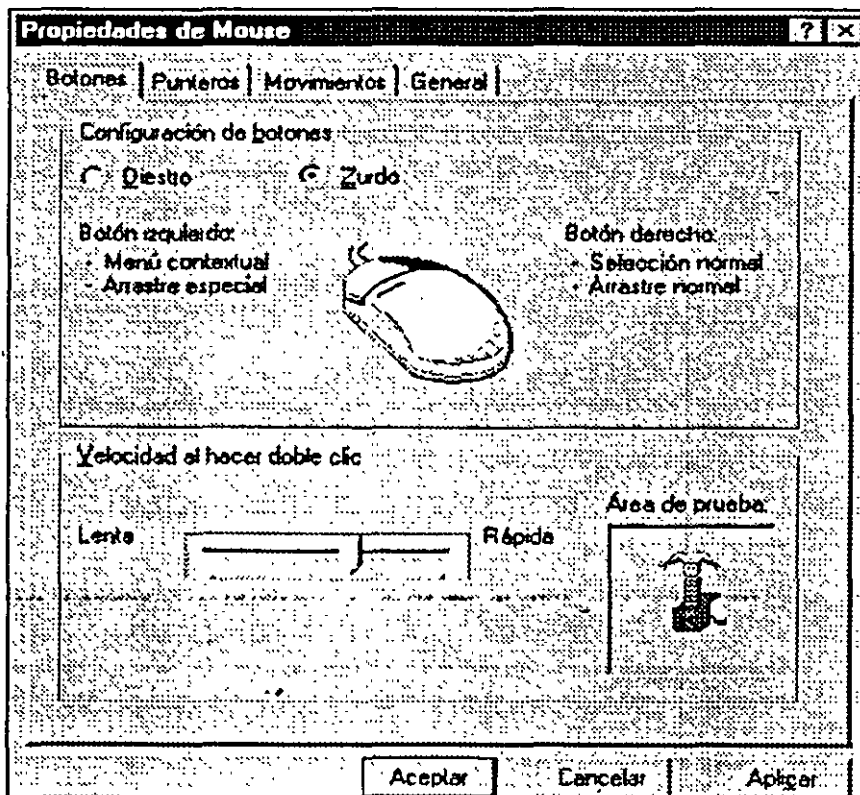 Propiedades de Mouse
Botones Punteros Movimientos General
Configuración de botones
Diestro Zurdo
Botón izquierdo: Botón derecho:
- Menú contextual - Selección normal
- Arrastre especial - Arrastre normal
Velocidad al hacer doble clic
Área de prueba:
Lenta Rápida
Aceptar Cancelar Aplicar